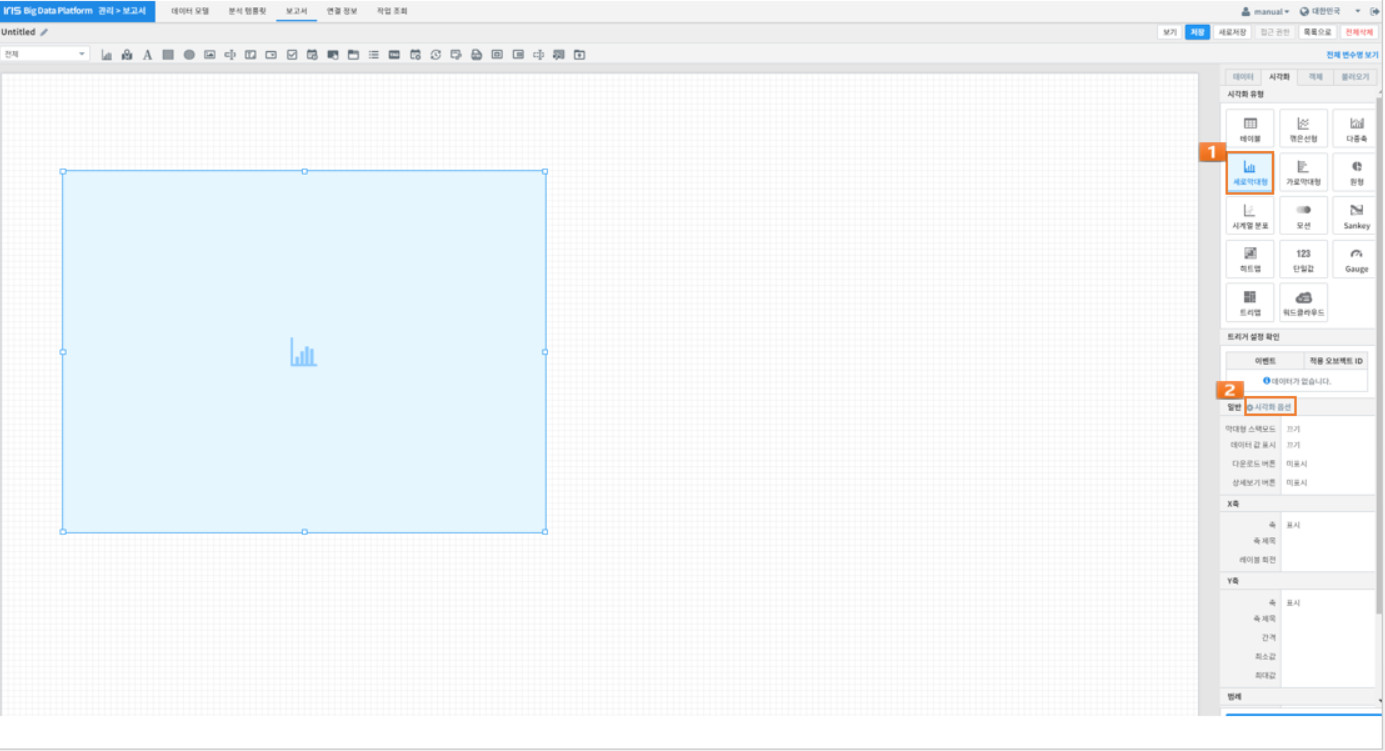 IRIS Big Data Platform 관리 > 보고서 데이터 모델 분석 템플릿 보고서 연결 정보 작업 조회 manual 대한민국
Untitled 보기 저장 새로저장 접근 권한 목록으로 전체삭제
전체 전체 변수명 보기
데이터 시각화 객체 불러오기
시각화 유형
테이블 꺾은선형 다중축
1
세로막대형 가로막대형 원형
시계열 분포 모션 Sankey
123
히트맵 단일값 Gauge
트리맵 워드클라우드
트리거 설정 확인
이벤트 적용 오브젝트 ID
데이터가 없습니다.
2
일반 시각화 옵션
막대형 스택모드 끄기
데이터 값 표시 끄기
다운로드 버튼 미표시
상세보기 버튼 미표시
X축
축 표시
축 제목
레이블 회전
Y축
축 표시
축 제목
간격
최소값
최대값
범례